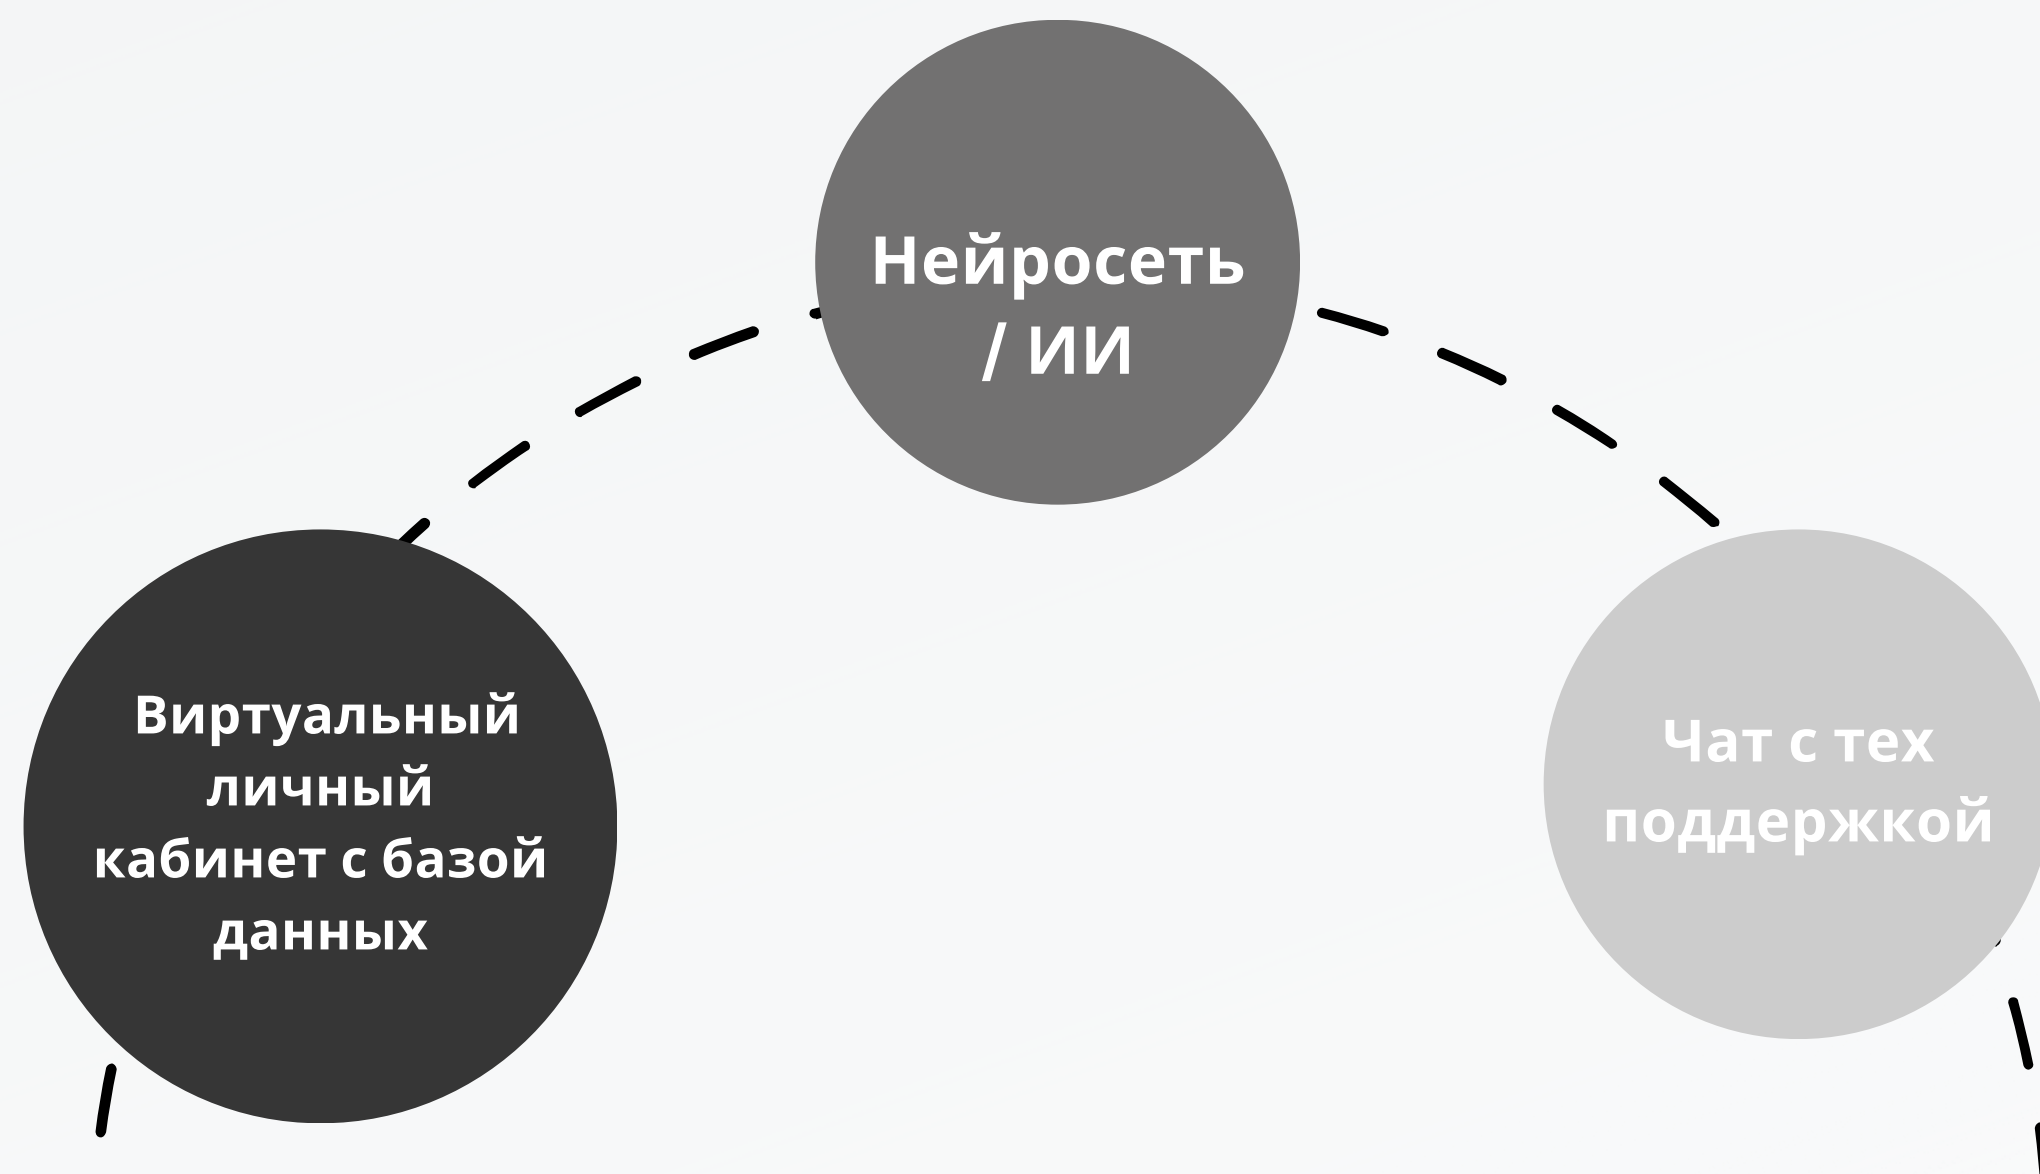 Нейросеть
/ ИИ
Виртуальный
личный
кабинет с базой
данных
Чат с тех
поддержкой